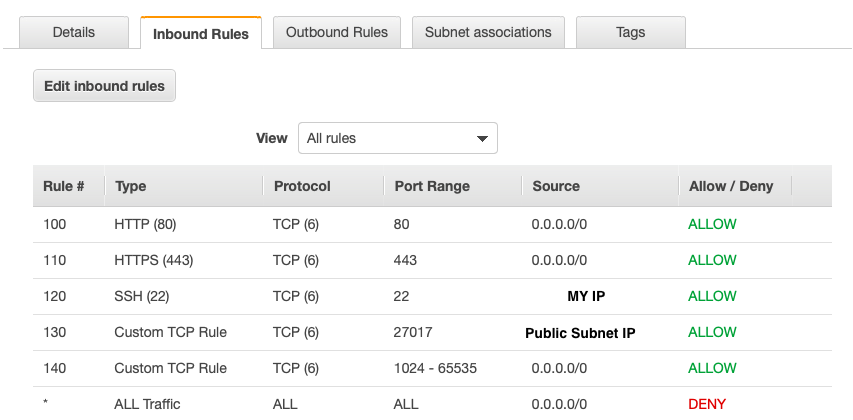 Details Inbound Rules Outbound Rules Subnet associations Tags
Edit inbound rules
View All rules
Rule # Type Protocol Port Range Source Allow / Deny
100 HTTP (80) TCP (6) 80 0.0.0.0/0 ALLOW
110 HTTPS (443) TCP (6) 443 0.0.0.0/0 ALLOW
120 SSH (22) TCP (6) 22 MY IP ALLOW
130 Custom TCP Rule TCP (6) 27017 Public Subnet IP ALLOW
140 Custom TCP Rule TCP (6) 1024 - 65535 0.0.0.0/0 ALLOW
* ALL Traffic ALL ALL 0.0.0.0/0 DENY